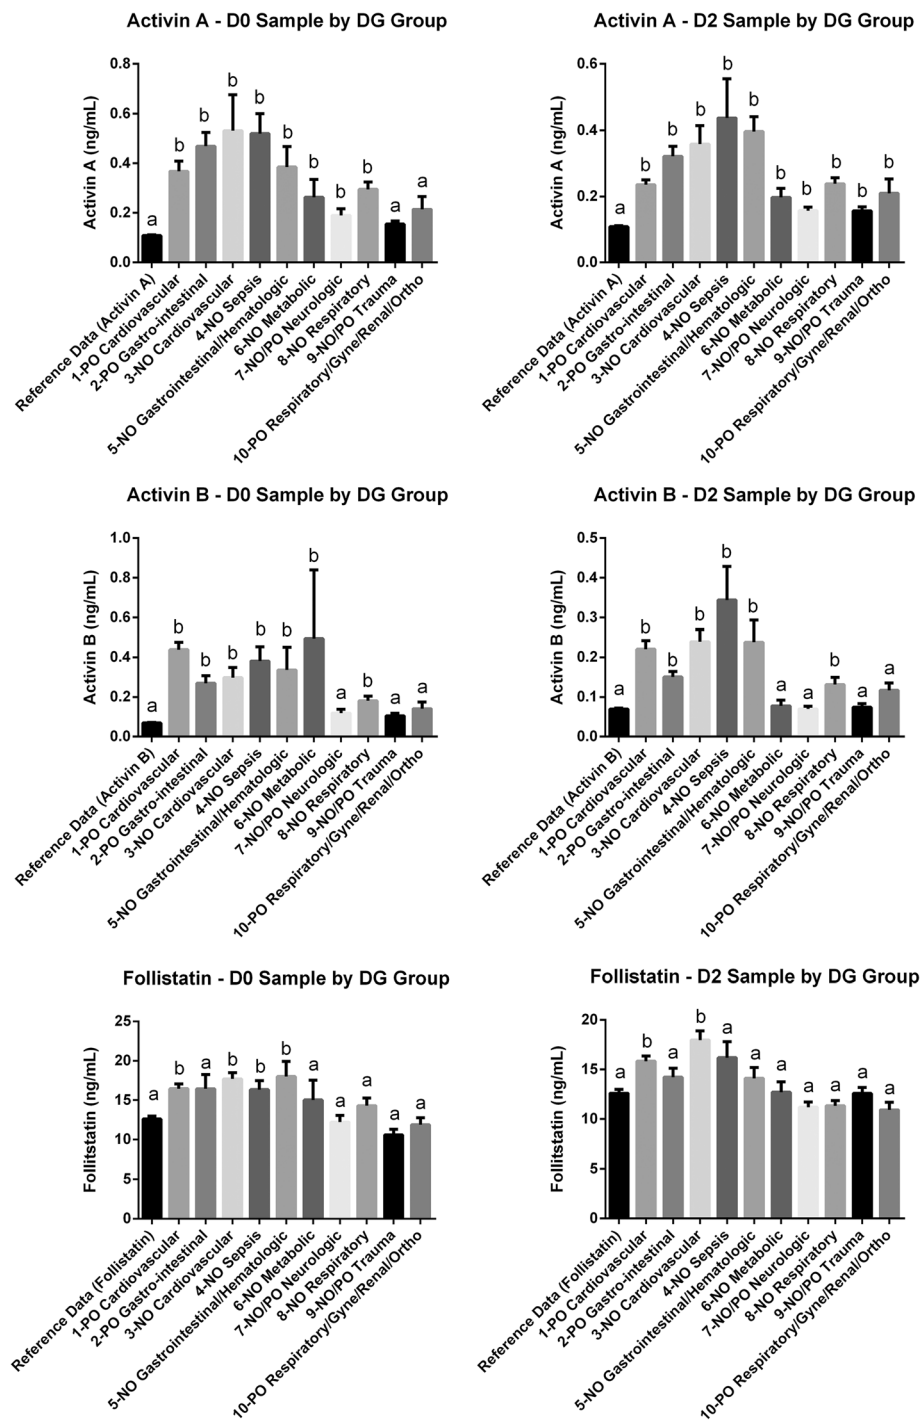 Activin A - D0 Sample by DG Group
Activin A (ng/mL)
0.8
0.6
0.4
0.2
0.0
a
b
b
b
b
b
b
b
b
a
a
Reference Data (Activin A)
1-PO Cardiovascular
2-PO Gastro-intestinal
3-NO Cardiovascular
4-NO Sepsis
5-NO Gastrointestinal/Hematologic
6-NO Metabolic
7-NO/PO Neurologic
8-NO Respiratory
9-NO/PO Trauma
10-PO Respiratory/Gyne/Renal/Ortho
Activin A - D2 Sample by DG Group
Activin A (ng/mL)
0.6
0.4
0.2
0.0
a
b
b
b
b
b
b
b
b
b
b
Reference Data (Activin A)
1-PO Cardiovascular
2-PO Gastro-intestinal
3-NO Cardiovascular
4-NO Sepsis
5-NO Gastrointestinal/Hematologic
6-NO Metabolic
7-NO/PO Neurologic
8-NO Respiratory
9-NO/PO Trauma
10-PO Respiratory/Gyne/Renal/Ortho
Activin B - D0 Sample by DG Group
Activin B (ng/mL)
1.0
0.8
0.6
0.4
0.2
0.0
a
b
b
b
b
b
b
a
b
a
a
Reference Data (Activin B)
1-PO Cardiovascular
2-PO Gastro-intestinal
3-NO Cardiovascular
4-NO Sepsis
5-NO Gastrointestinal/Hematologic
6-NO Metabolic
7-NO/PO Neurologic
8-NO Respiratory
9-NO/PO Trauma
10-PO Respiratory/Gyne/Renal/Ortho
Activin B - D2 Sample by DG Group
Activin B (ng/mL)
0.5
0.4
0.3
0.2
0.1
0.0
a
b
b
b
b
b
a
a
b
a
a
Reference Data (Activin B)
1-PO Cardiovascular
2-PO Gastro-intestinal
3-NO Cardiovascular
4-NO Sepsis
5-NO Gastrointestinal/Hematologic
6-NO Metabolic
7-NO/PO Neurologic
8-NO Respiratory
9-NO/PO Trauma
10-PO Respiratory/Gyne/Renal/Ortho
Follistatin - D0 Sample by DG Group
Follitstatin (ng/mL)
25
20
15
10
5
0
a
b
a
b
b
b
a
a
a
a
a
Reference Data (Follistatin)
1-PO Cardiovascular
2-PO Gastro-intestinal
3-NO Cardiovascular
4-NO Sepsis
5-NO Gastrointestinal/Hematologic
6-NO Metabolic
7-NO/PO Neurologic
8-NO Respiratory
9-NO/PO Trauma
10-PO Respiratory/Gyne/Renal/Ortho
Follistatin - D2 Sample by DG Group
Follistatin (ng/mL)
20
15
10
5
0
a
b
a
b
a
a
a
a
a
a
a
Reference Data (Follistatin)
1-PO Cardiovascular
2-PO Gastro-intestinal
3-NO Cardiovascular
4-NO Sepsis
5-NO Gastrointestinal/Hematologic
6-NO Metabolic
7-NO/PO Neurologic
8-NO Respiratory
9-NO/PO Trauma
10-PO Respiratory/Gyne/Renal/Ortho